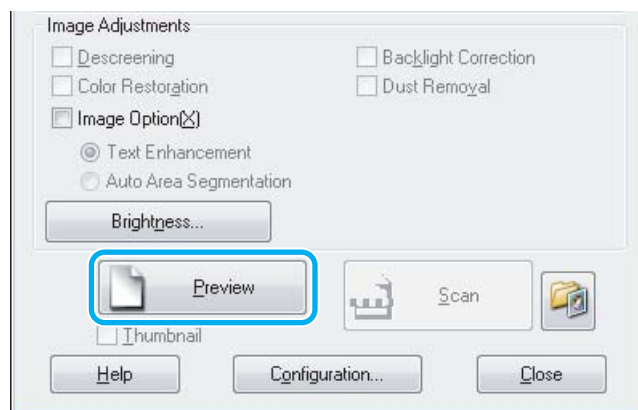 Image Adjustments
Descreening Backlight Correction
Color Restoration Dust Removal
Image Option(X)
Text Enhancement
Auto Area Segmentation
Brightness...
Preview Scan
Thumbnail
Help Configuration... Close